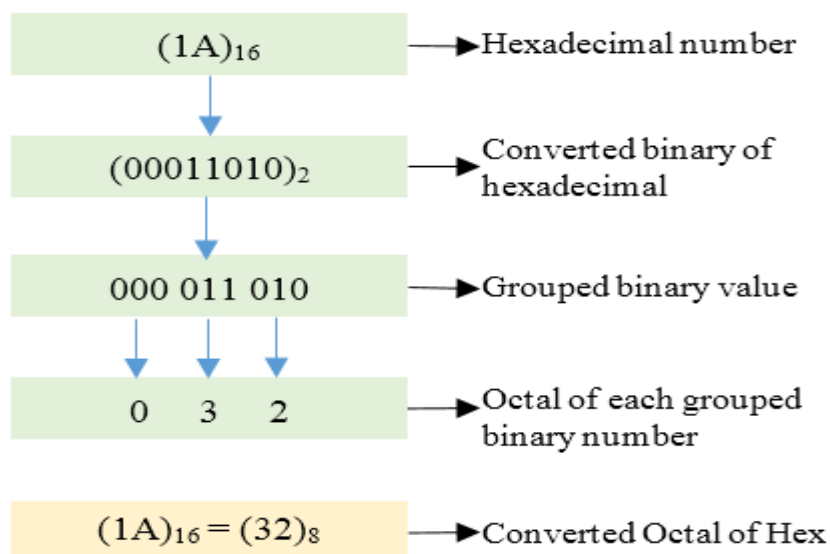 (1A)₁₆ Hexadecimal number
(00011010)₂ Converted binary of
hexadecimal
000 011 010 Grouped binary value
0 3 2 Octal of each grouped
binary number
(1A)₁₆ = (32)₈ Converted Octal of Hex